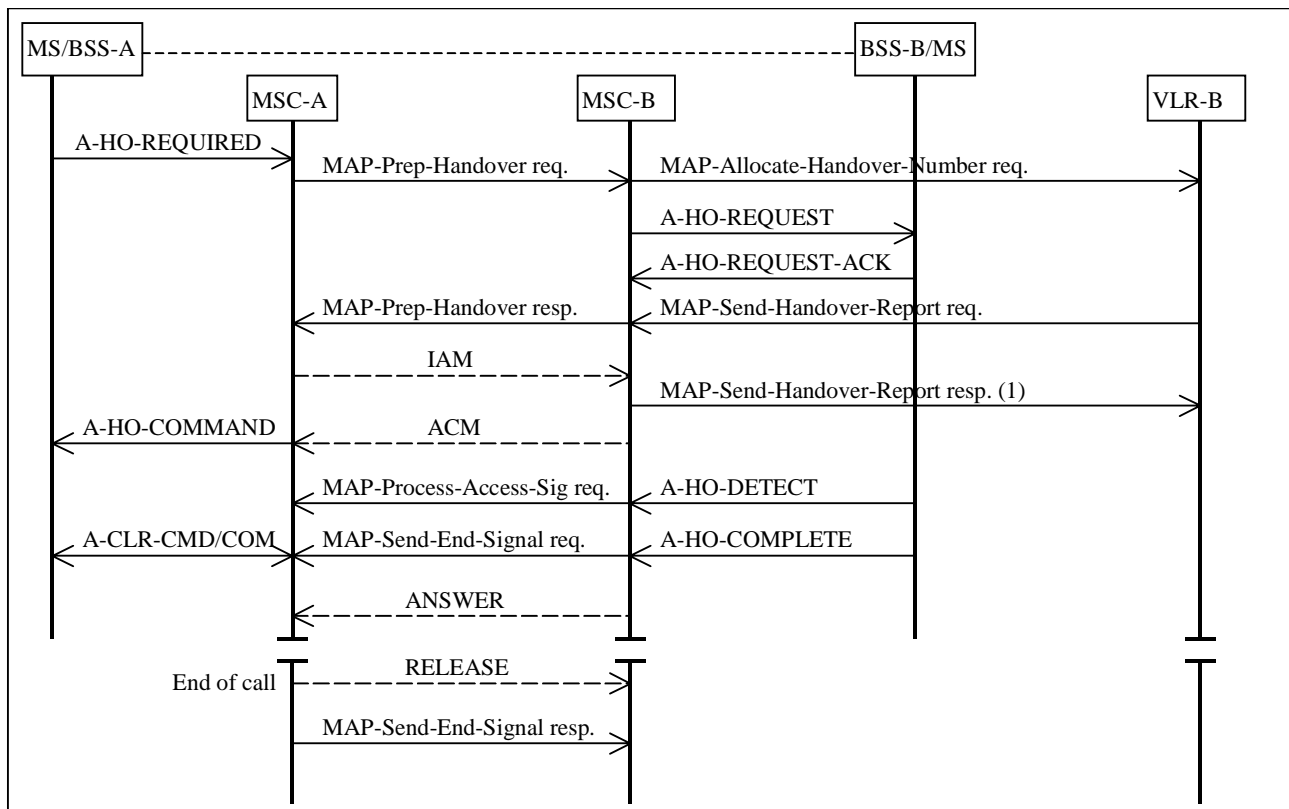 MS/BSS-A
BSS-B/MS
MSC-A
MSC-B
VLR-B
A-HO-REQUIRED
MAP-Prep-Handover req.
MAP-Allocate-Handover-Number req.
A-HO-REQUEST
A-HO-REQUEST-ACK
MAP-Prep-Handover resp.
MAP-Send-Handover-Report req.
IAM
MAP-Send-Handover-Report resp. (1)
A-HO-COMMAND
ACM
MAP-Process-Access-Sig req.
A-HO-DETECT
A-CLR-CMD/COM
MAP-Send-End-Signal req.
A-HO-COMPLETE
ANSWER
RELEASE
End of call
MAP-Send-End-Signal resp.